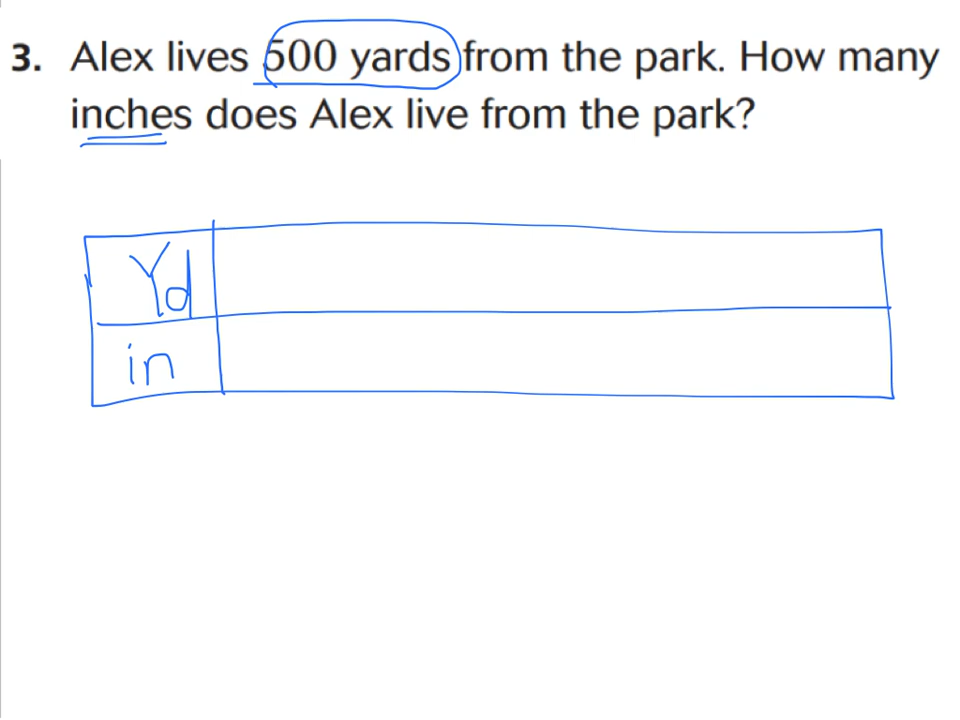 3. Alex lives 500 yards from the park. How many
inches does Alex live from the park?
Yd
in